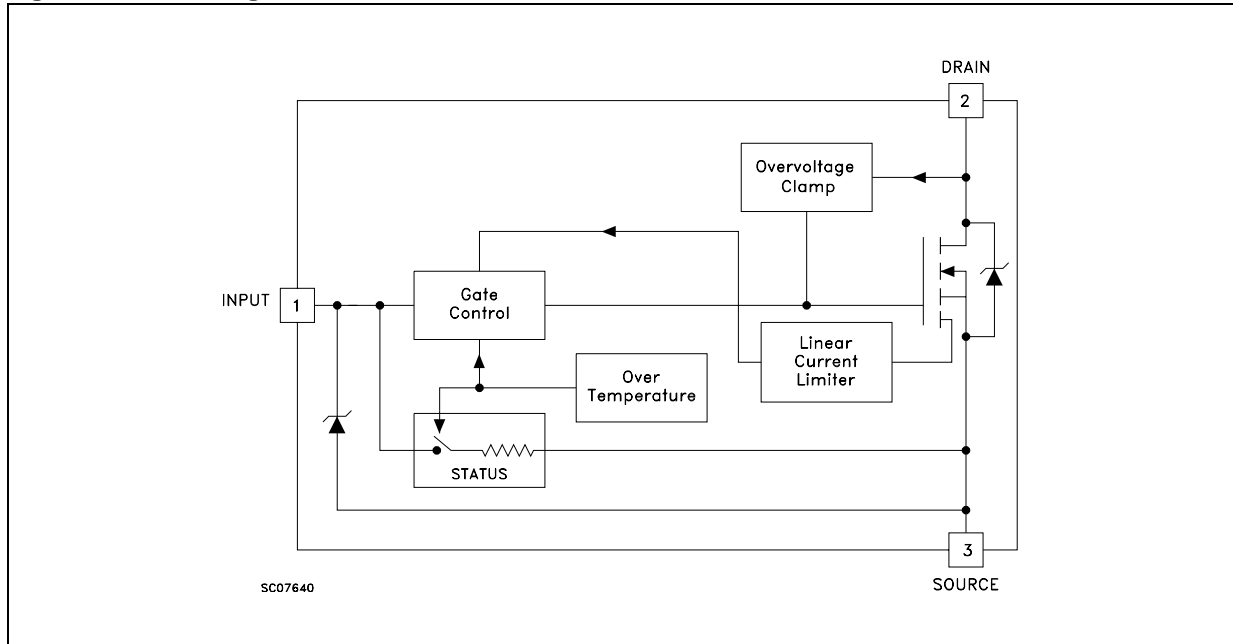 DRAIN
2
Overvoltage
Clamp
INPUT
1
Gate
Control
Linear
Current
Limiter
Over
Temperature
STATUS
3
SOURCE
SC07640